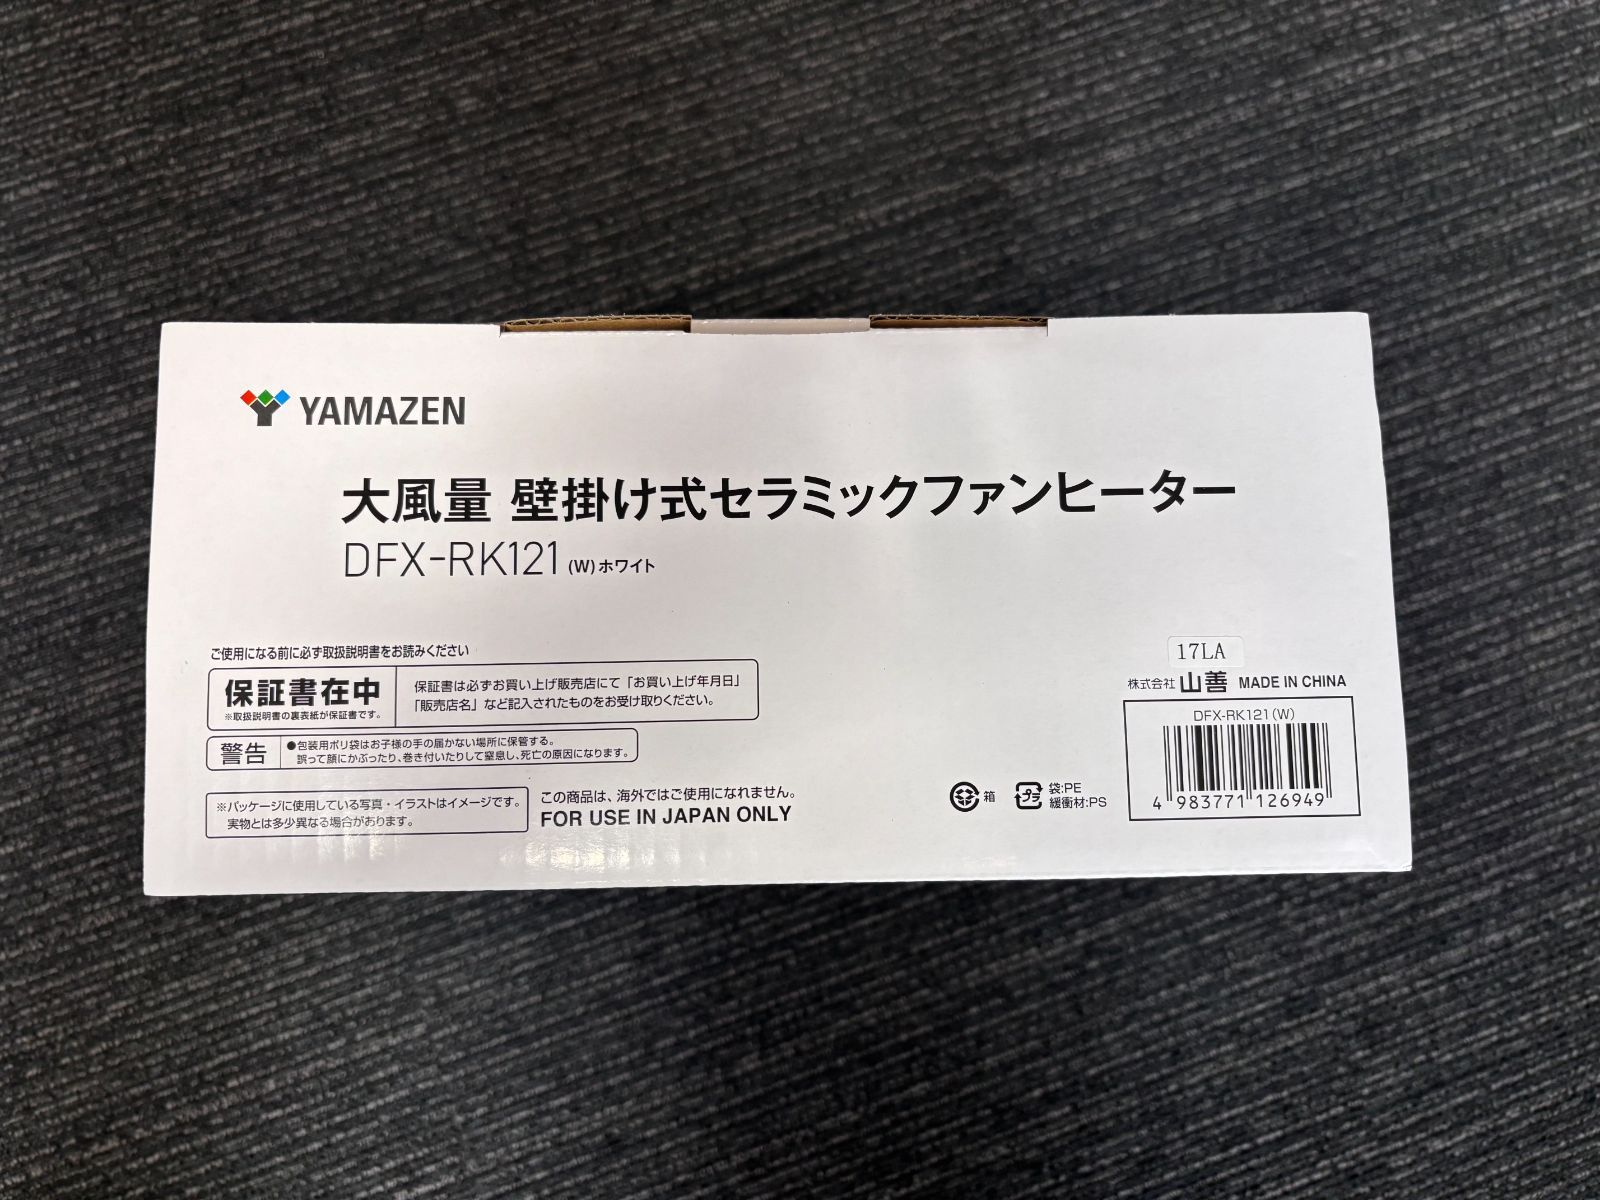 YAMAZEN
大風量 壁掛け式セラミックファンヒーター
DFX-RK121 (W)ホワイト
ご使用になる前に必ず取扱説明書をお読みください
保証書在中
※取扱説明書の裏表紙が保証書です。
保証書は必ずお買い上げ販売店にて「お買い上げ年月日」
「販売店名」など記入されたものをお受け取りください。
警告
●包装用ポリ袋はお子様の手の届かない場所に保管する。
誤って顔にかぶったり、巻き付いたりして窒息し、死亡の原因になります。
※パッケージに使用している写真・イラストはイメージです。
実物とは多少異なる場合があります。
この商品は、海外ではご使用になれません。
FOR USE IN JAPAN ONLY
箱
プラ
袋:PE
緩衝材:PS
17LA
株式会社 山善 MADE IN CHINA
DFX-RK121(W)
4 983771 126949